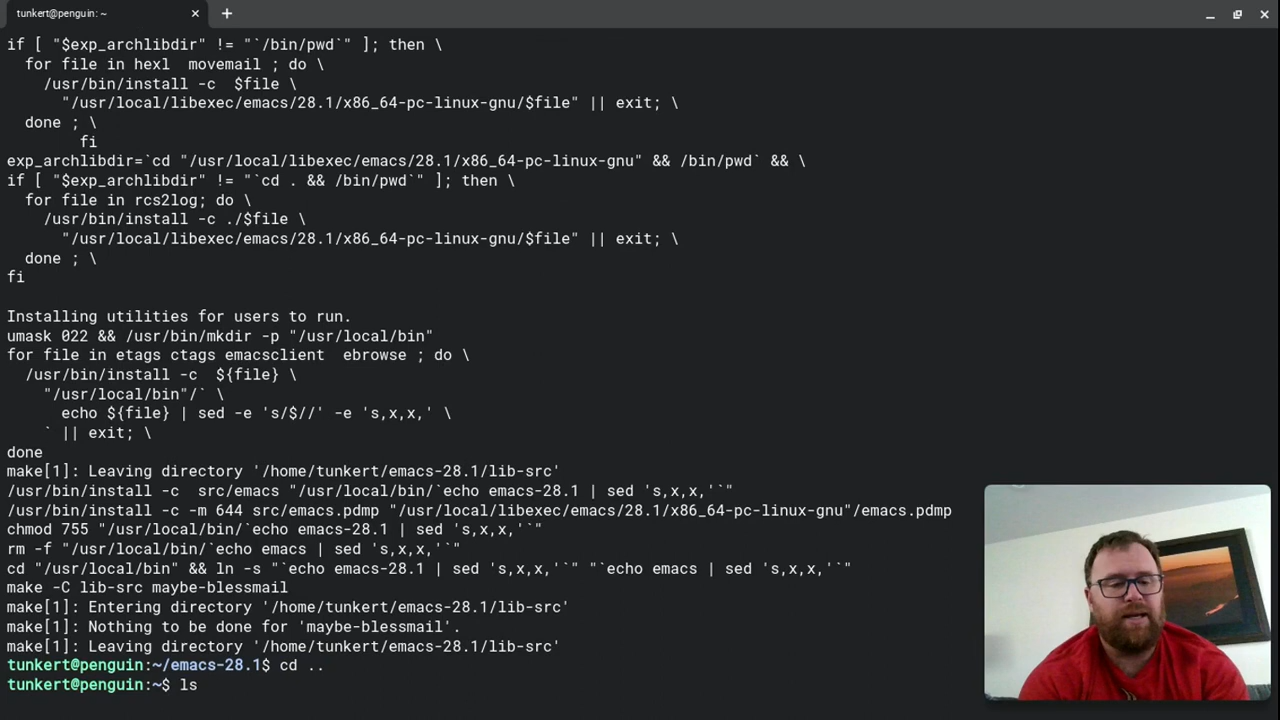 tunkert@penguin: ~
if [ "$exp_archlibdir" != "`/bin/pwd`" ]; then \
  for file in hexl  movemail ; do \
    /usr/bin/install -c  $file \
      "/usr/local/libexec/emacs/28.1/x86_64-pc-linux-gnu/$file" || exit; \
  done ; \
        fi
exp_archlibdir=`cd "/usr/local/libexec/emacs/28.1/x86_64-pc-linux-gnu" && /bin/pwd` && \
if [ "$exp_archlibdir" != "`cd . && /bin/pwd`" ]; then \
  for file in rcs2log; do \
    /usr/bin/install -c ./$file \
      "/usr/local/libexec/emacs/28.1/x86_64-pc-linux-gnu/$file" || exit; \
  done ; \
fi

Installing utilities for users to run.
umask 022 && /usr/bin/mkdir -p "/usr/local/bin"
for file in etags ctags emacsclient  ebrowse ; do \
  /usr/bin/install -c  ${file} \
    "/usr/local/bin"/` \
      echo ${file} | sed -e 's/$//' -e 's,x,x,' \
    ` || exit; \
done
make[1]: Leaving directory '/home/tunkert/emacs-28.1/lib-src'
/usr/bin/install -c  src/emacs "/usr/local/bin/`echo emacs-28.1 | sed 's,x,x,'`"
/usr/bin/install -c -m 644 src/emacs.pdmp "/usr/local/libexec/emacs/28.1/x86_64-pc-linux-gnu"/emacs.pdmp
chmod 755 "/usr/local/bin/`echo emacs-28.1 | sed 's,x,x,'`"
rm -f "/usr/local/bin/`echo emacs | sed 's,x,x,'`"
cd "/usr/local/bin" && ln -s "`echo emacs-28.1 | sed 's,x,x,'`" "`echo emacs | sed 's,x,x,'`"
make -C lib-src maybe-blessmail
make[1]: Entering directory '/home/tunkert/emacs-28.1/lib-src'
make[1]: Nothing to be done for 'maybe-blessmail'.
make[1]: Leaving directory '/home/tunkert/emacs-28.1/lib-src'
tunkert@penguin:~/emacs-28.1$ cd ..
tunkert@penguin:~$ ls